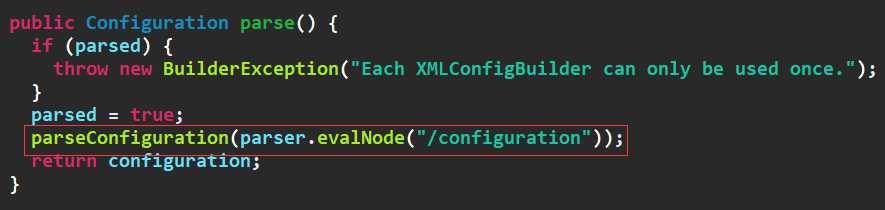 public Configuration parse() {
  if (parsed) {
    throw new BuilderException("Each XMLConfigBuilder can only be used once.");
  }
  parsed = true;
  parseConfiguration(parser.evalNode("/configuration"));
  return configuration;
}